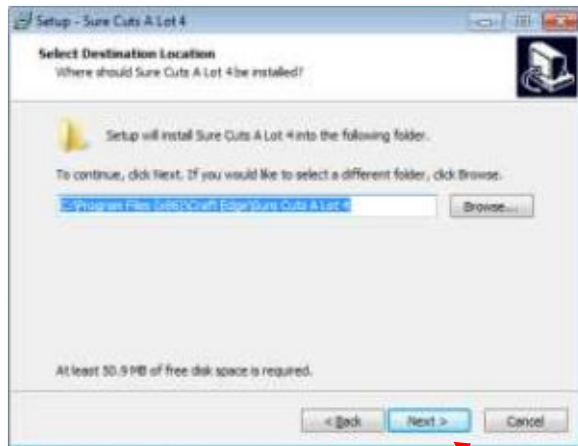 Setup - Sure Cuts A Lot 4
Select Destination Location
Where should Sure Cuts A Lot 4 be installed?
Setup will install Sure Cuts A Lot 4 into the following folder.
To continue, click Next. If you would like to select a different folder, click Browse.
C:\Program Files (x86)\Craft Edge\Sure Cuts A Lot 4
Browse...
At least 50.9 MB of free disk space is required.
< Back
Next >
Cancel